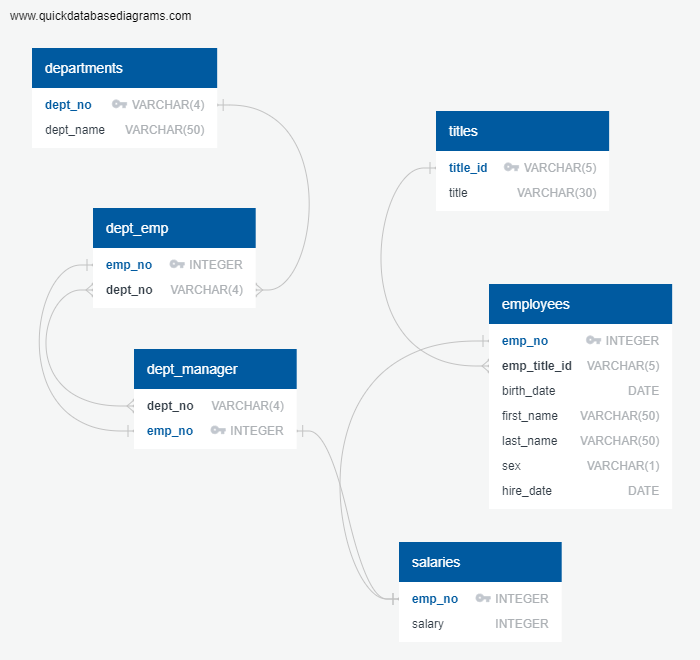 www.quickdatabasediagrams.com
departments
dept_no VARCHAR(4)
dept_name VARCHAR(50)
titles
title_id VARCHAR(5)
title VARCHAR(30)
dept_emp
emp_no INTEGER
dept_no VARCHAR(4)
employees
emp_no INTEGER
emp_title_id VARCHAR(5)
birth_date DATE
first_name VARCHAR(50)
last_name VARCHAR(50)
sex VARCHAR(1)
hire_date DATE
dept_manager
dept_no VARCHAR(4)
emp_no INTEGER
salaries
emp_no INTEGER
salary INTEGER